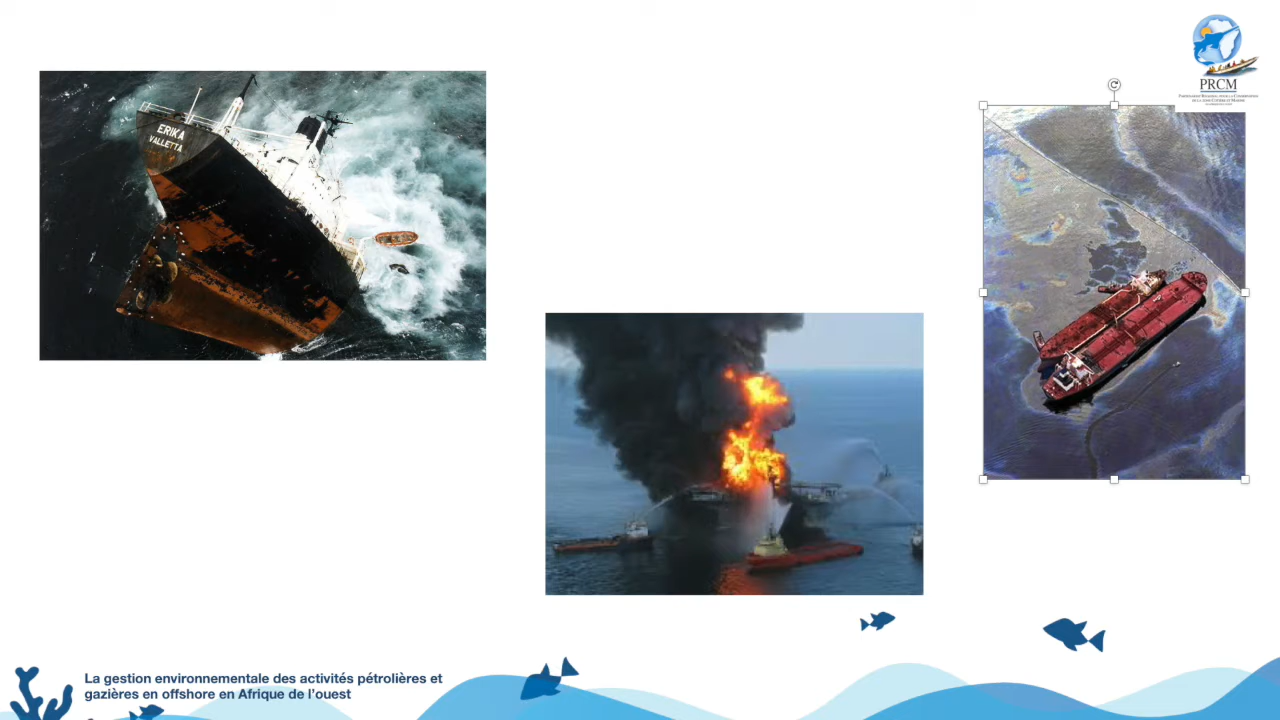 ERIKA
VALLETTA
PRCM
La gestion environnementale des activités pétrolières et
gazières en offshore en Afrique de l’ouest